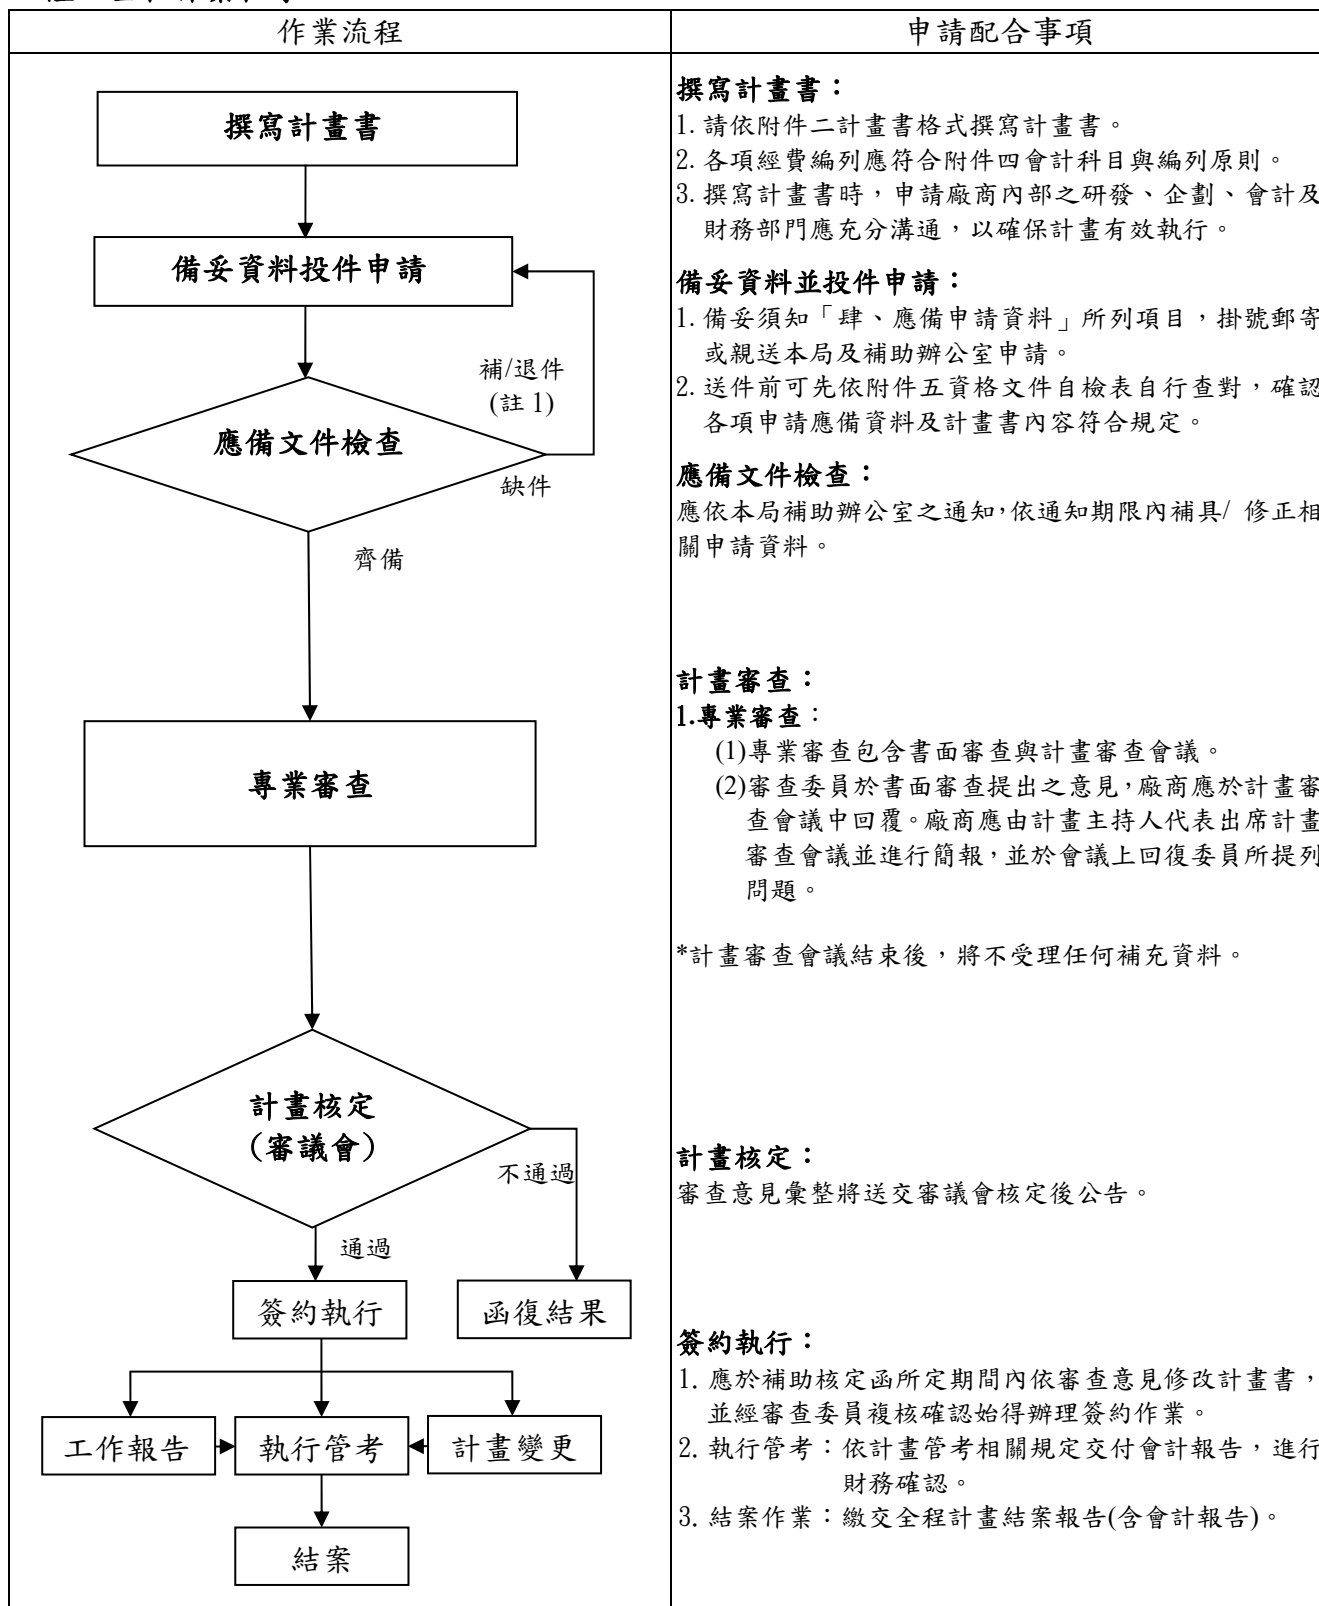 作業流程
申請配合事項
撰寫計畫書
備妥資料投件申請
補/退件
(註 1)
應備文件檢查
缺件
齊備
專業審查
計畫核定
(審議會)
不通過
通過
簽約執行
函復結果
工作報告
執行管考
計畫變更
結案
撰寫計畫書：
1. 請依附件二計畫書格式撰寫計畫書。
2. 各項經費編列應符合附件四會計科目與編列原則。
3. 撰寫計畫書時，申請廠商內部之研發、企劃、會計及
財務部門應充分溝通，以確保計畫有效執行。
備妥資料並投件申請：
1. 備妥須知「肆、應備申請資料」所列項目，掛號郵寄
或親送本局及補助辦公室申請。
2. 送件前可先依附件五資格文件自檢表自行查對，確認
各項申請應備資料及計畫書內容符合規定。
應備文件檢查：
應依本局補助辦公室之通知，依通知期限內補具/ 修正相
關申請資料。
計畫審查：
1.專業審查：
(1)專業審查包含書面審查與計畫審查會議。
(2)審查委員於書面審查提出之意見，廠商應於計畫審
查會議中回覆。廠商應由計畫主持人代表出席計畫
審查會議並進行簡報，並於會議上回復委員所提列
問題。
*計畫審查會議結束後，將不受理任何補充資料。
計畫核定：
審查意見彙整將送交審議會核定後公告。
簽約執行：
1. 應於補助核定函所定期間內依審查意見修改計畫書，
並經審查委員複核確認始得辦理簽約作業。
2. 執行管考：依計畫管考相關規定交付會計報告，進行
財務確認。
3. 結案作業：繳交全程計畫結案報告(含會計報告)。